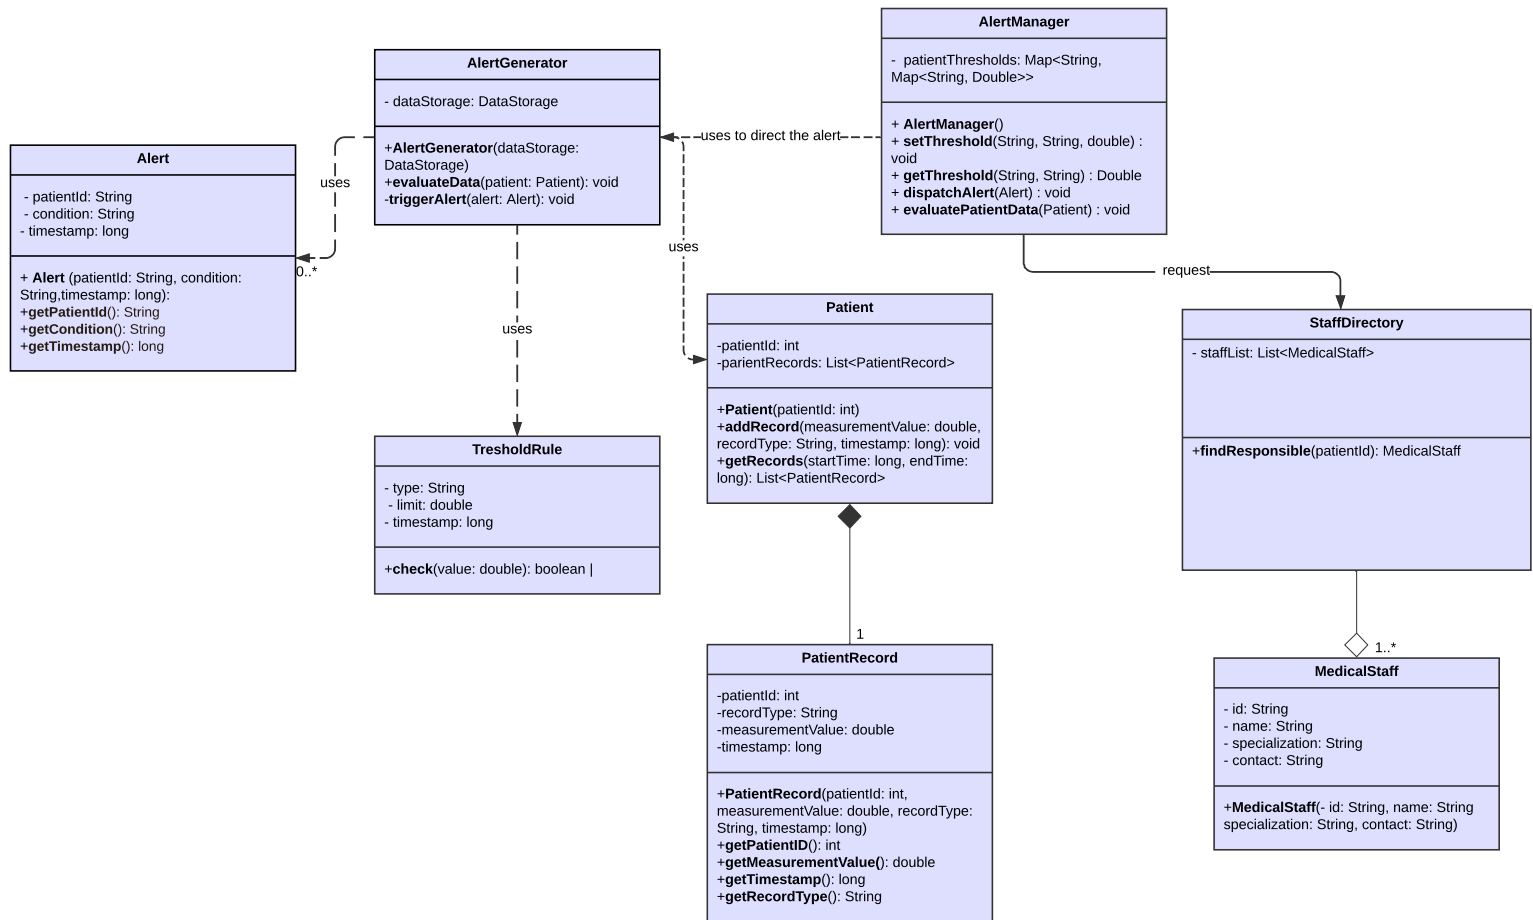 AlertManager
-  patientThresholds: Map<String,
Map<String, Double>>
+ AlertManager()
+ setThreshold(String, String, double) :
void
+ getThreshold(String, String) : Double
+ dispatchAlert(Alert) : void
+ evaluatePatientData(Patient) : void
AlertGenerator
- dataStorage: DataStorage
+AlertGenerator(dataStorage:
DataStorage)
+evaluateData(patient: Patient): void
-triggerAlert(alert: Alert): void
uses to direct the alert
Alert
- patientId: String
- condition: String
- timestamp: long
+ Alert (patientId: String, condition:
String,timestamp: long):
+getPatientId(): String
+getCondition(): String
+getTimestamp(): long
uses
0..*
uses
uses
request
Patient
-patientId: int
-parientRecords: List<PatientRecord>
+Patient(patientId: int)
+addRecord(measurementValue: double,
recordType: String, timestamp: long): void
+getRecords(startTime: long, endTime:
long): List<PatientRecord>
StaffDirectory
- staffList: List<MedicalStaff>
+findResponsible(patientId): MedicalStaff
TresholdRule
- type: String
- limit: double
- timestamp: long
+check(value: double): boolean |
1
1..*
PatientRecord
-patientId: int
-recordType: String
-measurementValue: double
-timestamp: long
+PatientRecord(patientId: int,
measurementValue: double, recordType:
String, timestamp: long)
+getPatientID(): int
+getMeasurementValue(): double
+getTimestamp(): long
+getRecordType(): String
MedicalStaff
- id: String
- name: String
- specialization: String
- contact: String
+MedicalStaff(- id: String, name: String
specialization: String, contact: String)